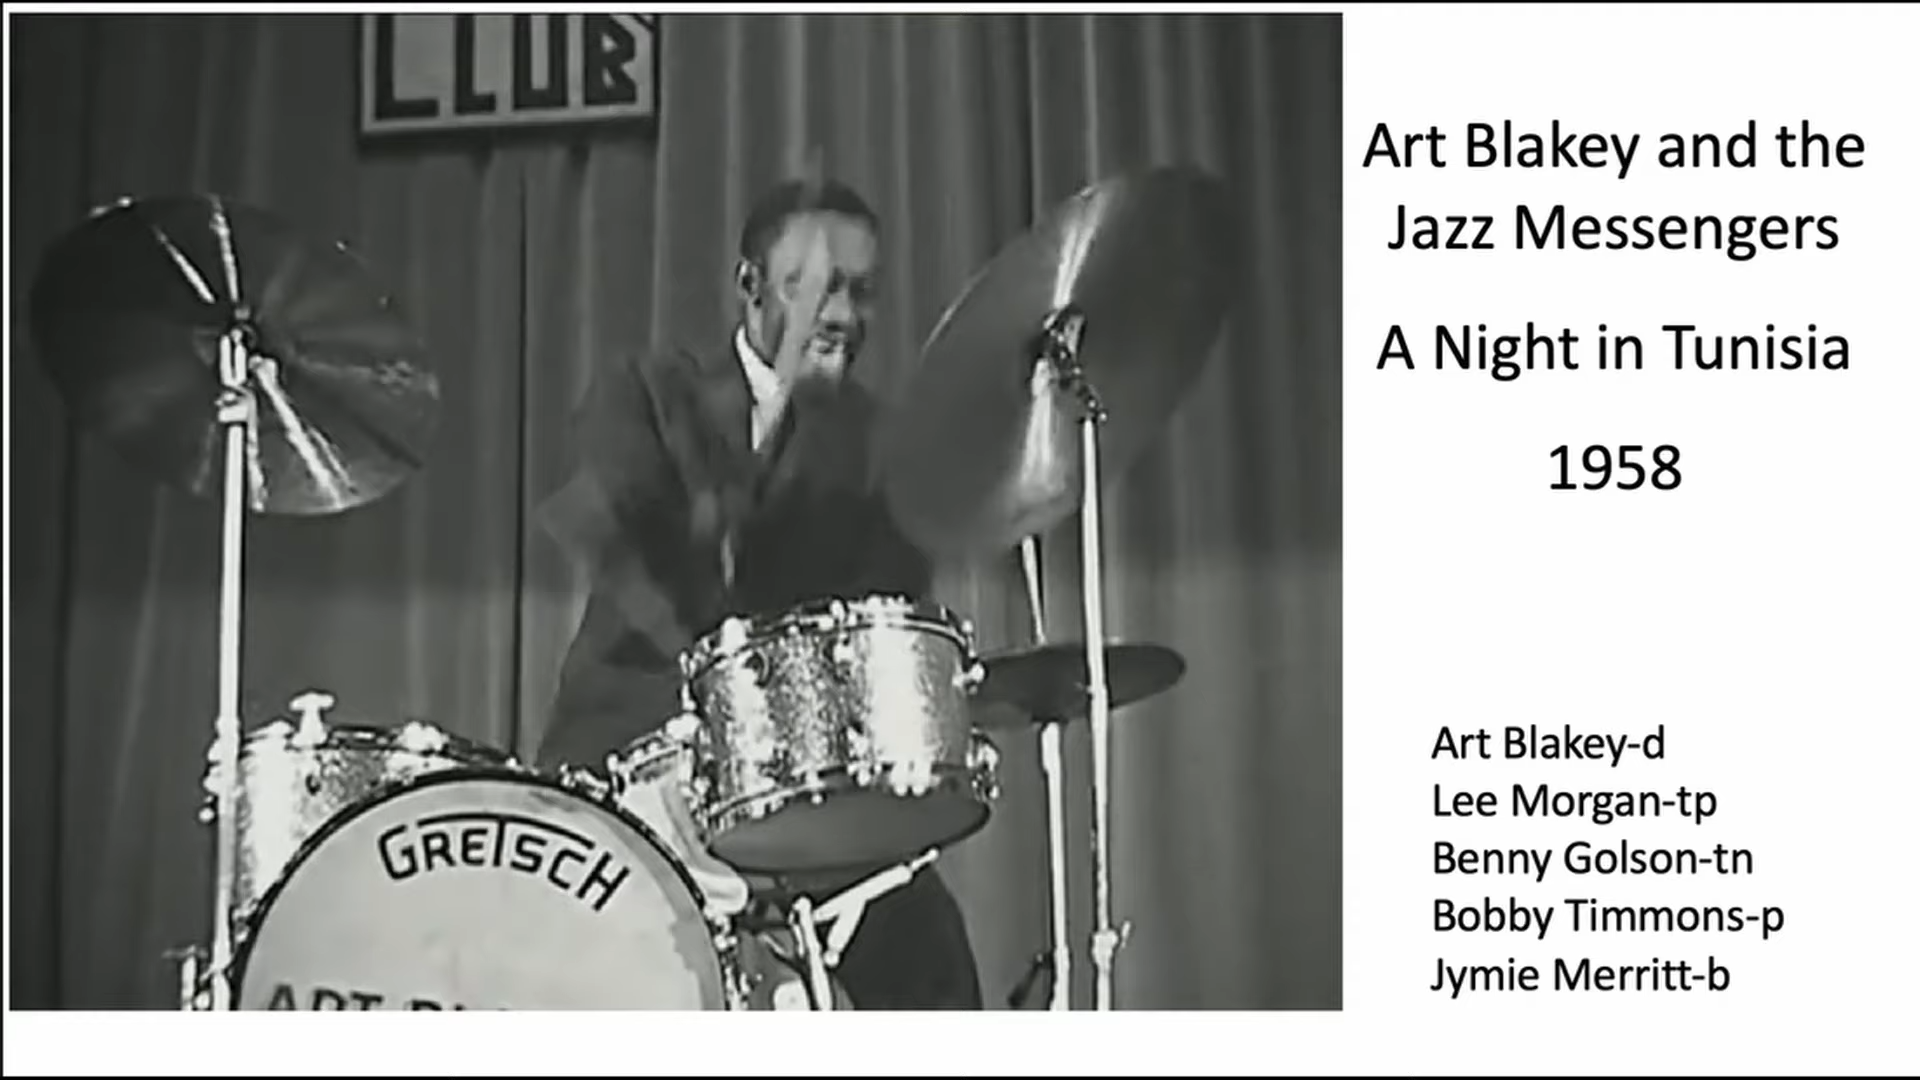 CLUB
GRETSCH
ART
Art Blakey and the
Jazz Messengers
A Night in Tunisia
1958
Art Blakey-d
Lee Morgan-tp
Benny Golson-tn
Bobby Timmons-p
Jymie Merritt-b